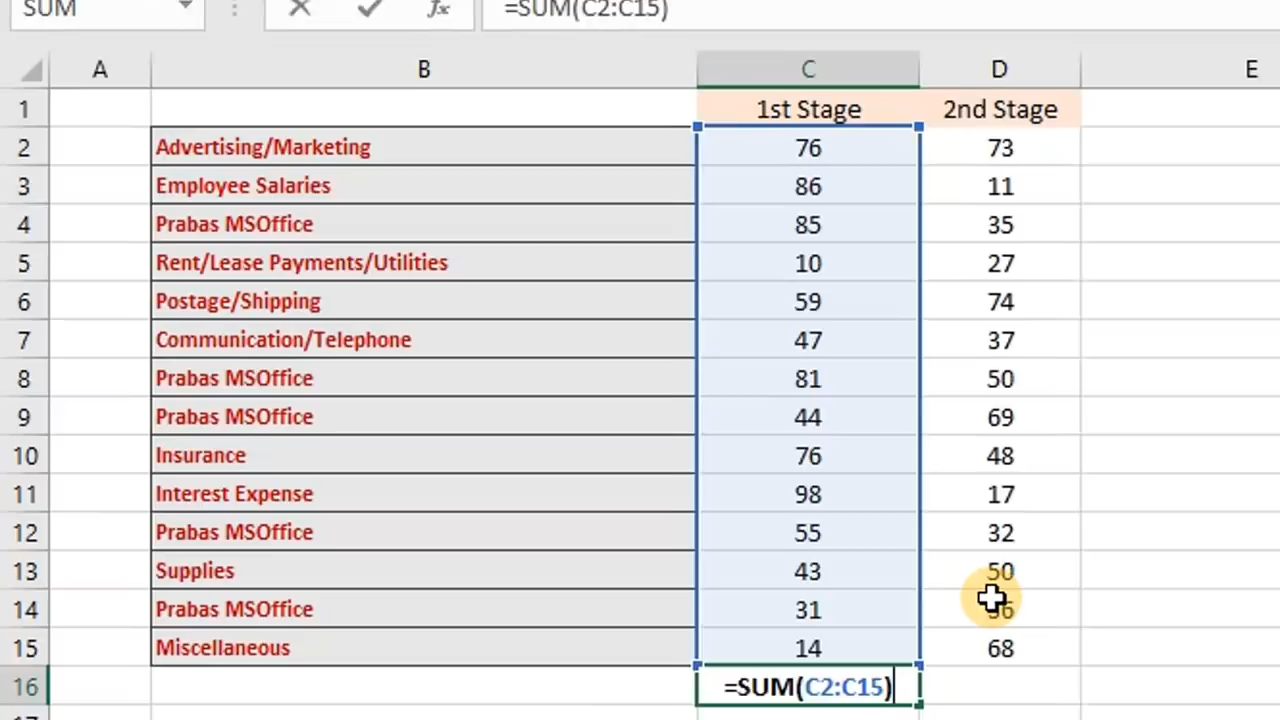 SUM =SUM(C2:C15)
A B C D E
1 1st Stage 2nd Stage
2 Advertising/Marketing 76 73
3 Employee Salaries 86 11
4 Prabas MSOffice 85 35
5 Rent/Lease Payments/Utilities 10 27
6 Postage/Shipping 59 74
7 Communication/Telephone 47 37
8 Prabas MSOffice 81 50
9 Prabas MSOffice 44 69
10 Insurance 76 48
11 Interest Expense 98 17
12 Prabas MSOffice 55 32
13 Supplies 43 50
14 Prabas MSOffice 31
15 Miscellaneous 14 68
16 =SUM(C2:C15)